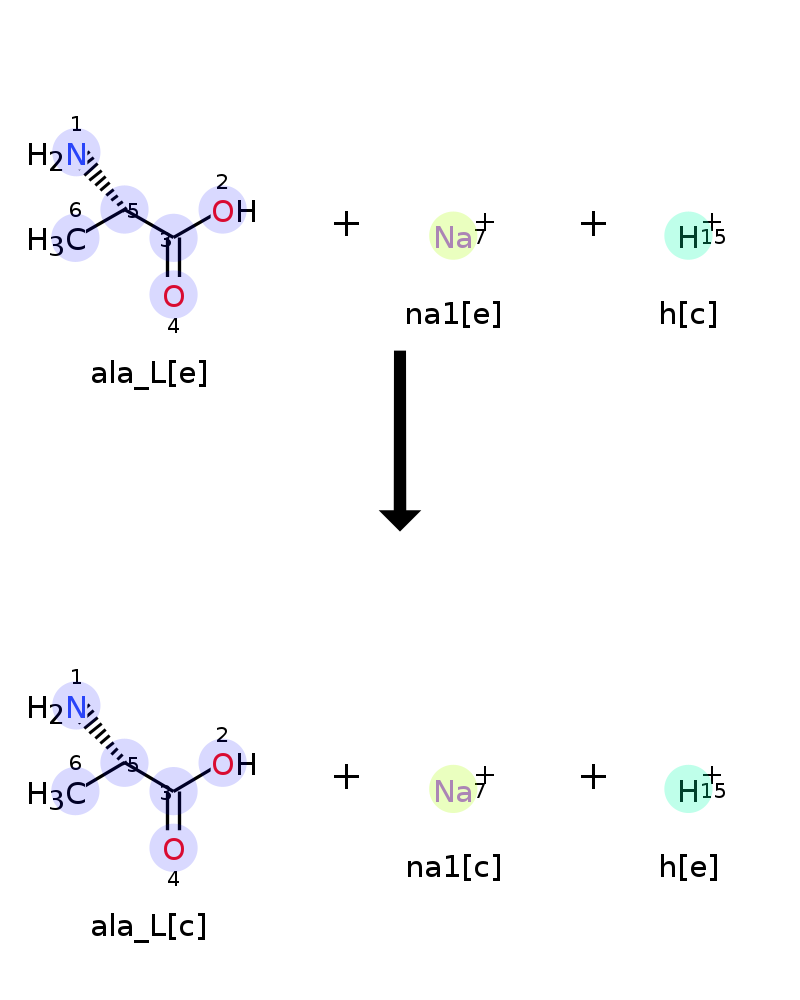 1
H2N
6
5
2
H3C
3
OH
O
4
+
Na+
7
+
H+
15
ala_L[e]
na1[e]
h[c]
1
H2N
6
5
2
H3C
3
OH
O
4
+
Na+
7
+
H+
15
ala_L[c]
na1[c]
h[e]